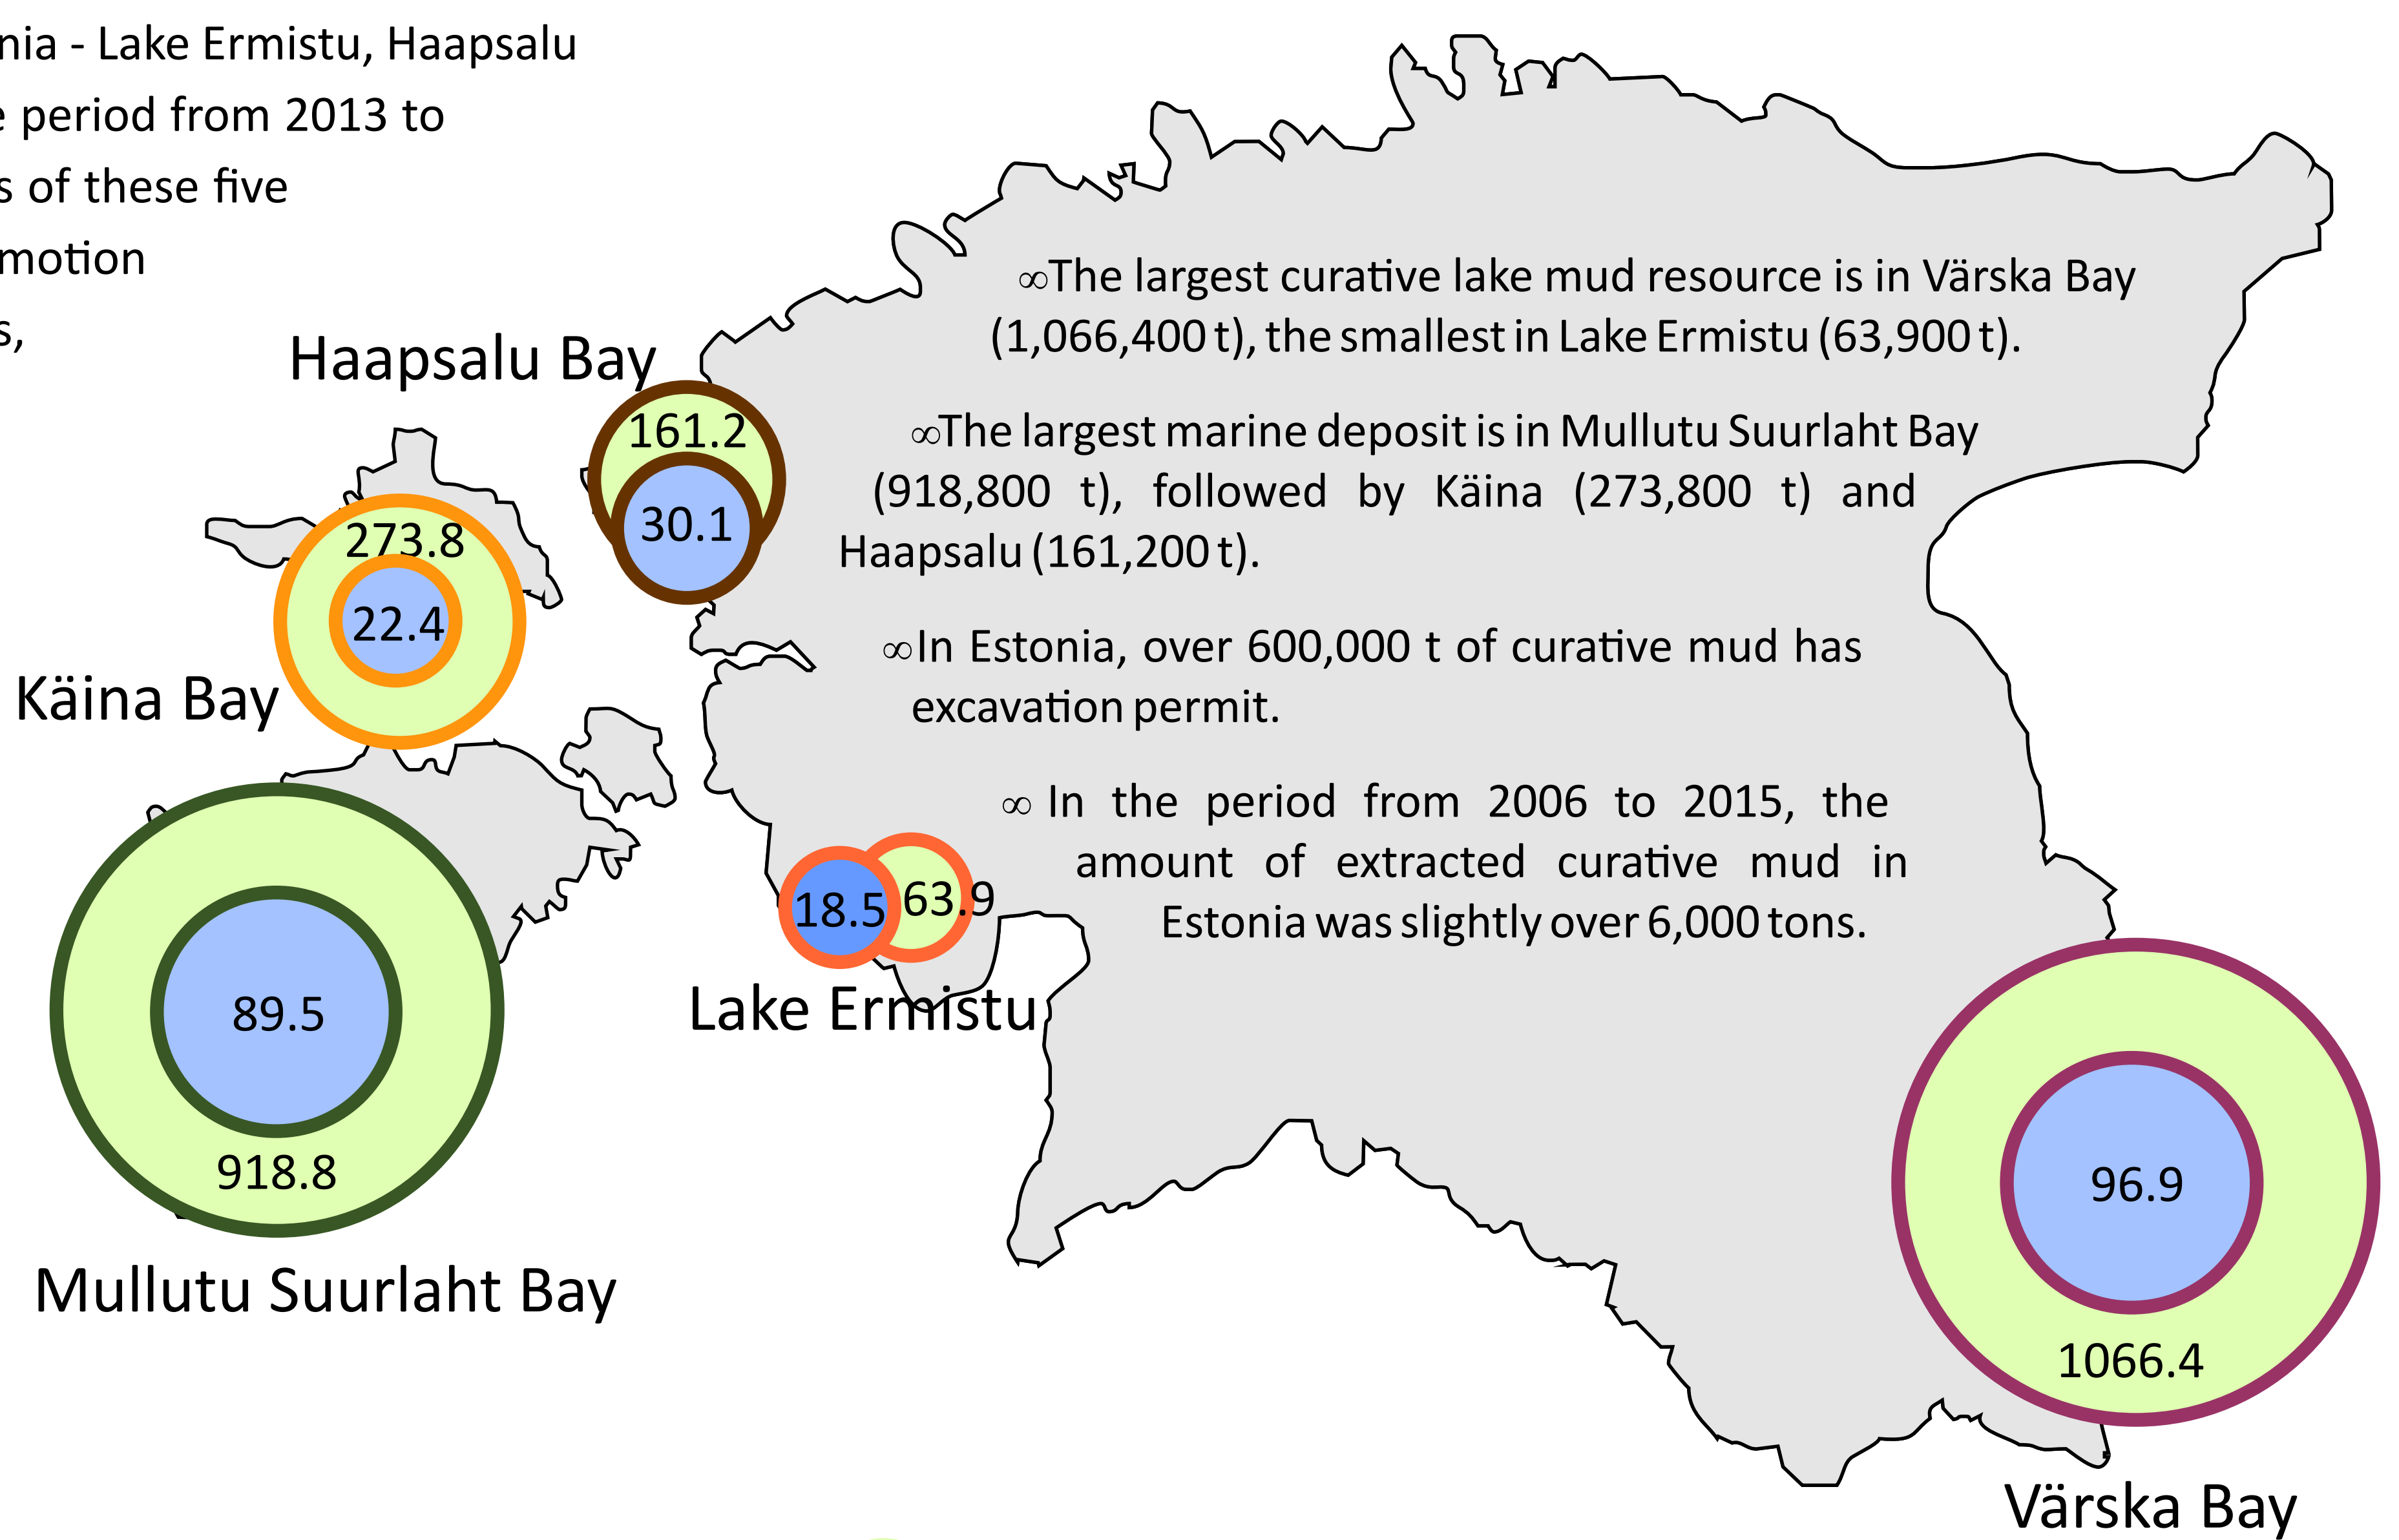 nia - Lake Ermistu, Haapsalu
e period from 2013 to
s of these five
motion
s,
Haapsalu Bay
161.2
30.1
273.8
22.4
Käina Bay
∞The largest curative lake mud resource is in Värska Bay
(1,066,400 t), the smallest in Lake Ermistu (63,900 t).
∞The largest marine deposit is in Mullutu Suurlaht Bay
(918,800 t), followed by Käina (273,800 t) and
Haapsalu (161,200 t).
∞In Estonia, over 600,000 t of curative mud has
excavation permit.
∞ In the period from 2006 to 2015, the
amount of extracted curative mud in
Estonia was slightly over 6,000 tons.
18.5
63.9
Lake Ermistu
89.5
918.8
Mullutu Suurlaht Bay
96.9
1066.4
Värska Bay